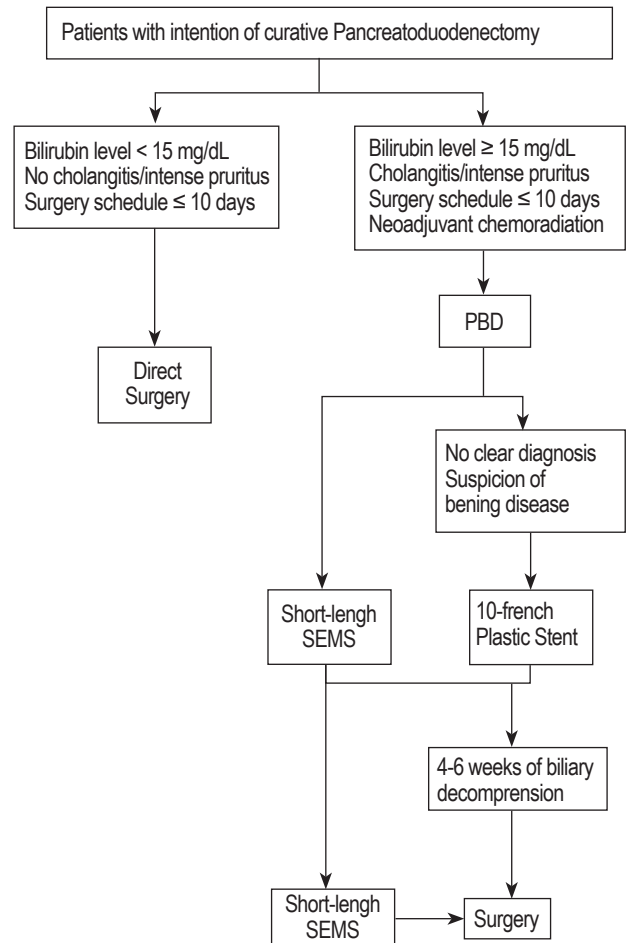 Patients with intention of curative Pancreatoduodenectomy
Bilirubin level < 15 mg/dL
No cholangitis/intense pruritus
Surgery schedule ≤ 10 days
Bilirubin level ≥ 15 mg/dL
Cholangitis/intense pruritus
Surgery schedule ≤ 10 days
Neoadjuvant chemoradiation
PBD
Direct
Surgery
No clear diagnosis
Suspicion of
bening disease
Short-lengh
SEMS
10-french
Plastic Stent
4-6 weeks of biliary
decomprension
Short-lengh
SEMS
Surgery